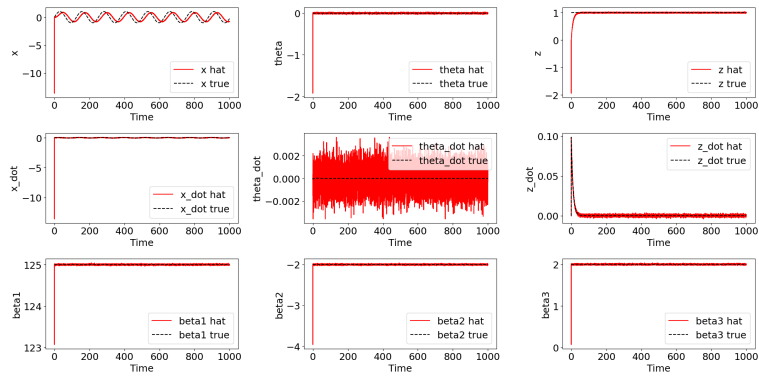 0
−5
−10
x
0 200 400 600 800 1000
Time
x hat
x true
0
−1
−2
theta
0 200 400 600 800 1000
Time
theta hat
theta true
1
0
−1
−2
z
0 200 400 600 800 1000
Time
z hat
z true
0
−5
−10
x_dot
0 200 400 600 800 1000
Time
x_dot hat
x_dot true
0.002
0.000
−0.002
theta_dot
0 200 400 600 800 1000
Time
theta_dot hat
theta_dot true
0.10
0.05
0.00
z_dot
0 200 400 600 800 1000
Time
z_dot hat
z_dot true
125
124
123
beta1
0 200 400 600 800 1000
Time
beta1 hat
beta1 true
−2
−3
−4
beta2
0 200 400 600 800 1000
Time
beta2 hat
beta2 true
2
1
0
beta3
0 200 400 600 800 1000
Time
beta3 hat
beta3 true